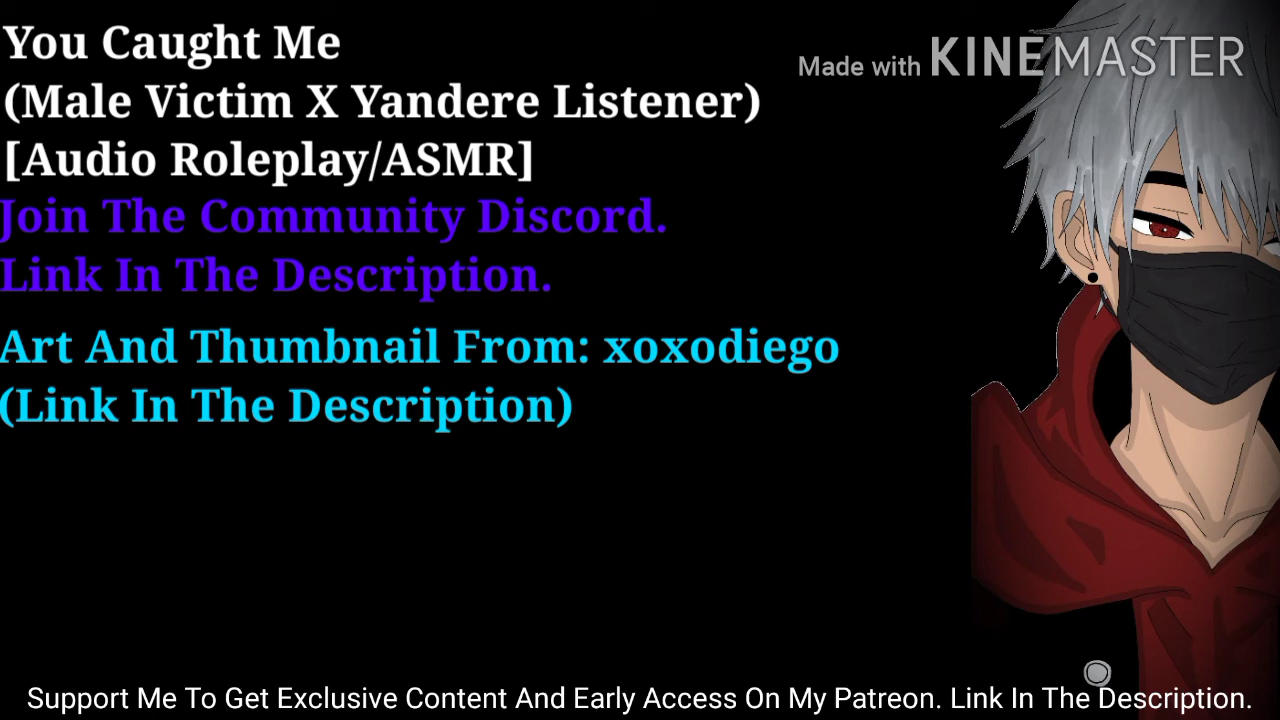 You Caught Me
Made with KINEMASTER
(Male Victim X Yandere Listener)
[Audio Roleplay/ASMR]
Join The Community Discord.
Link In The Description.
Art And Thumbnail From: xoxodiego
(Link In The Description)
Support Me To Get Exclusive Content And Early Access On My Patreon. Link In The Description.